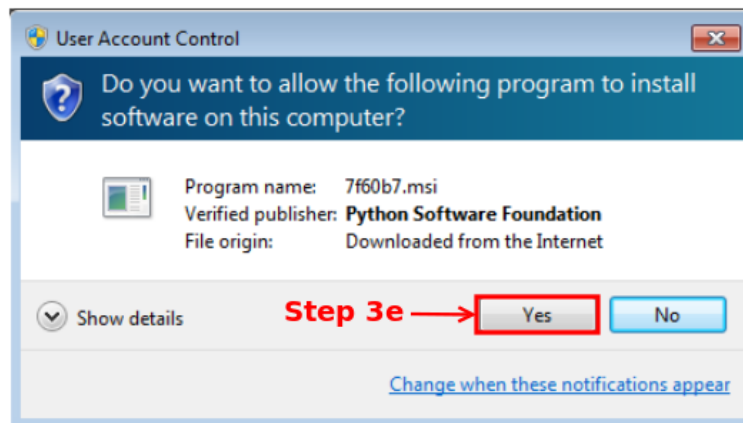 User Account Control
Do you want to allow the following program to install
software on this computer?
Program name: 7f60b7.msi
Verified publisher: Python Software Foundation
File origin: Downloaded from the Internet
Show details Step 3e Yes No
Change when these notifications appear